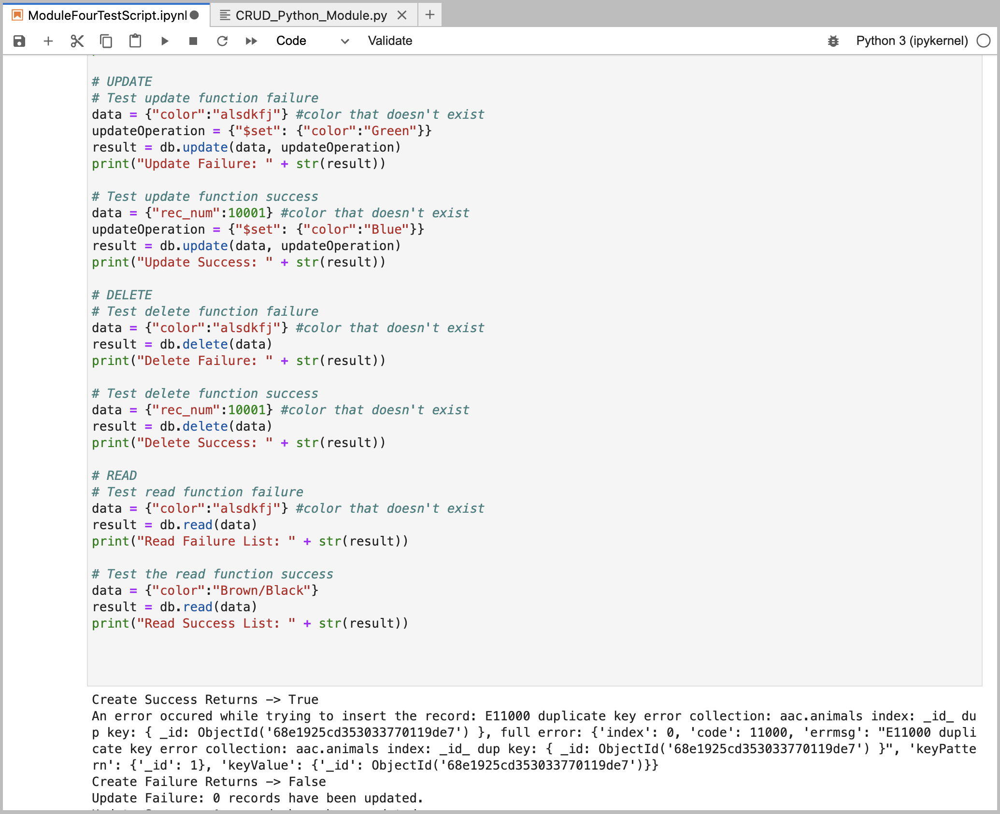 ModuleFourTestScript.ipynl
CRUD_Python_Module.py
Code
Validate
Python 3 (ipykernel)
# UPDATE
# Test update function failure
data = {"color":"alsdkfj"} #color that doesn't exist
updateOperation = {"$set": {"color":"Green"}}
result = db.update(data, updateOperation)
print("Update Failure: " + str(result))
# Test update function success
data = {"rec_num":10001} #color that doesn't exist
updateOperation = {"$set": {"color":"Blue"}}
result = db.update(data, updateOperation)
print("Update Success: " + str(result))
# DELETE
# Test delete function failure
data = {"color":"alsdkfj"} #color that doesn't exist
result = db.delete(data)
print("Delete Failure: " + str(result))
# Test delete function success
data = {"rec_num":10001} #color that doesn't exist
result = db.delete(data)
print("Delete Success: " + str(result))
# READ
# Test read function failure
data = {"color":"alsdkfj"} #color that doesn't exist
result = db.read(data)
print("Read Failure List: " + str(result))
# Test the read function success
data = {"color":"Brown/Black"}
result = db.read(data)
print("Read Success List: " + str(result))
Create Success Returns —> True
An error occured while trying to insert the record: E11000 duplicate key error collection: aac.animals index: _id_ du
p key: { _id: ObjectId('68e1925cd353033770119de7') }, full error: {'index': 0, 'code': 11000, 'errmsg': "E11000 dupli
cate key error collection: aac.animals index: _id_ dup key: { _id: ObjectId('68e1925cd353033770119de7') }", 'keyPatte
rn': {'_id': 1}, 'keyValue': {'_id': ObjectId('68e1925cd353033770119de7')}}
Create Failure Returns —> False
Update Failure: 0 records have been updated.